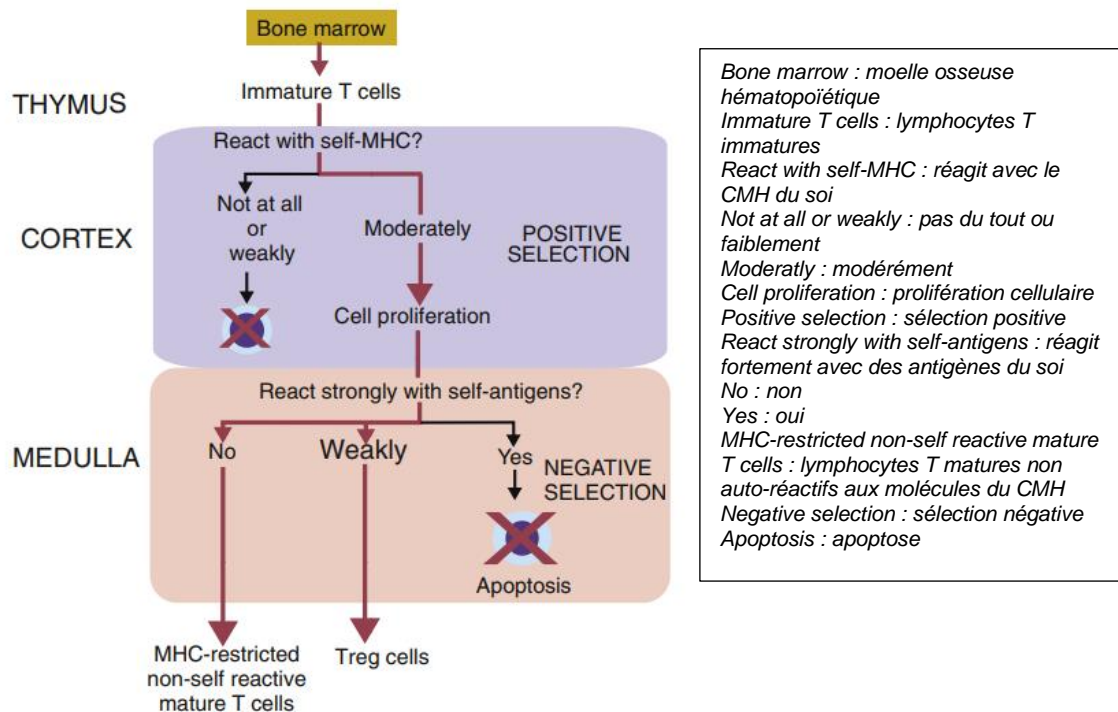 Bone marrow
THYMUS
Immature T cells
React with self-MHC?
CORTEX
Not at all
or
weakly
Moderately
POSITIVE
SELECTION
Cell proliferation
React strongly with self-antigens?
MEDULLA
No
Weakly
Yes
NEGATIVE
SELECTION
Apoptosis
MHC-restricted
non-self reactive
mature T cells
Treg cells
Bone marrow : moelle osseuse
hématopoïétique
Immature T cells : lymphocytes T
immatures
React with self-MHC : réagit avec le
CMH du soi
Not at all or weakly : pas du tout ou
faiblement
Moderatly : modérément
Cell proliferation : prolifération cellulaire
Positive selection : sélection positive
React strongly with self-antigens : réagit
fortement avec des antigènes du soi
No : non
Yes : oui
MHC-restricted non-self reactive mature
T cells : lymphocytes T matures non
auto-réactifs aux molécules du CMH
Negative selection : sélection négative
Apoptosis : apoptose